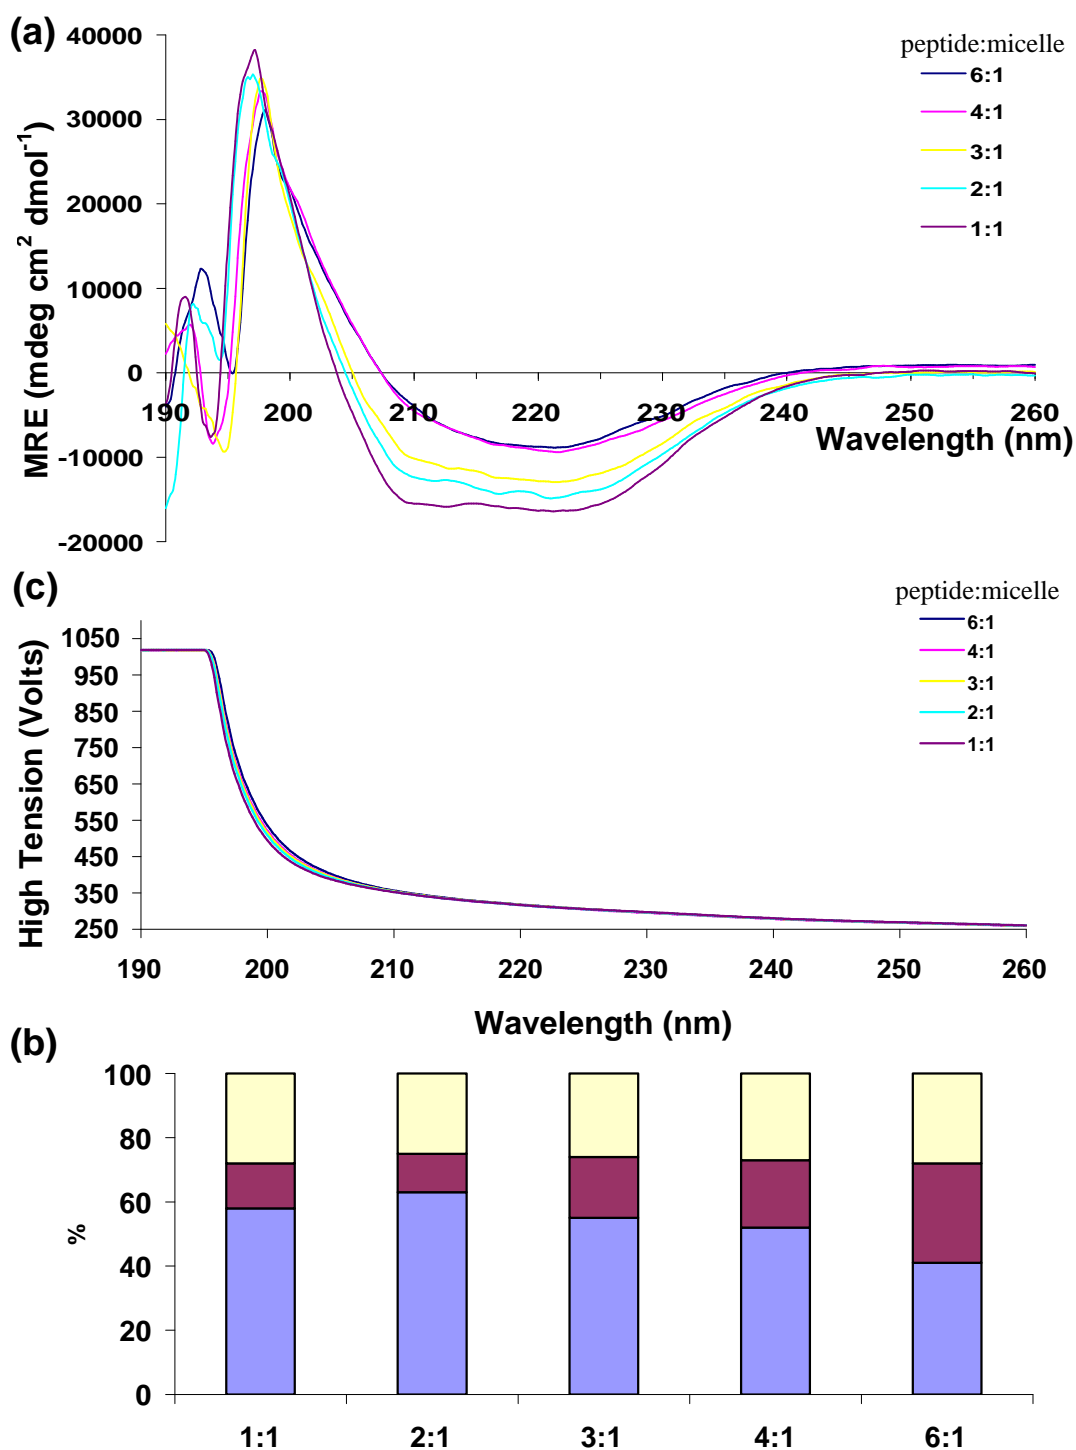 (a)
40000
30000
20000
10000
0
-10000
-20000
MRE (mdeg cm² dmol⁻¹)
190 200 210 220 230 240 250 260
Wavelength (nm)
peptide:micelle
6:1
4:1
3:1
2:1
1:1
(c)
1050
950
850
750
650
550
450
350
250
High Tension (Volts)
190 200 210 220 230 240 250 260
Wavelength (nm)
peptide:micelle
6:1
4:1
3:1
2:1
1:1
(b)
100
80
60
40
20
0
%
1:1 2:1 3:1 4:1 6:1